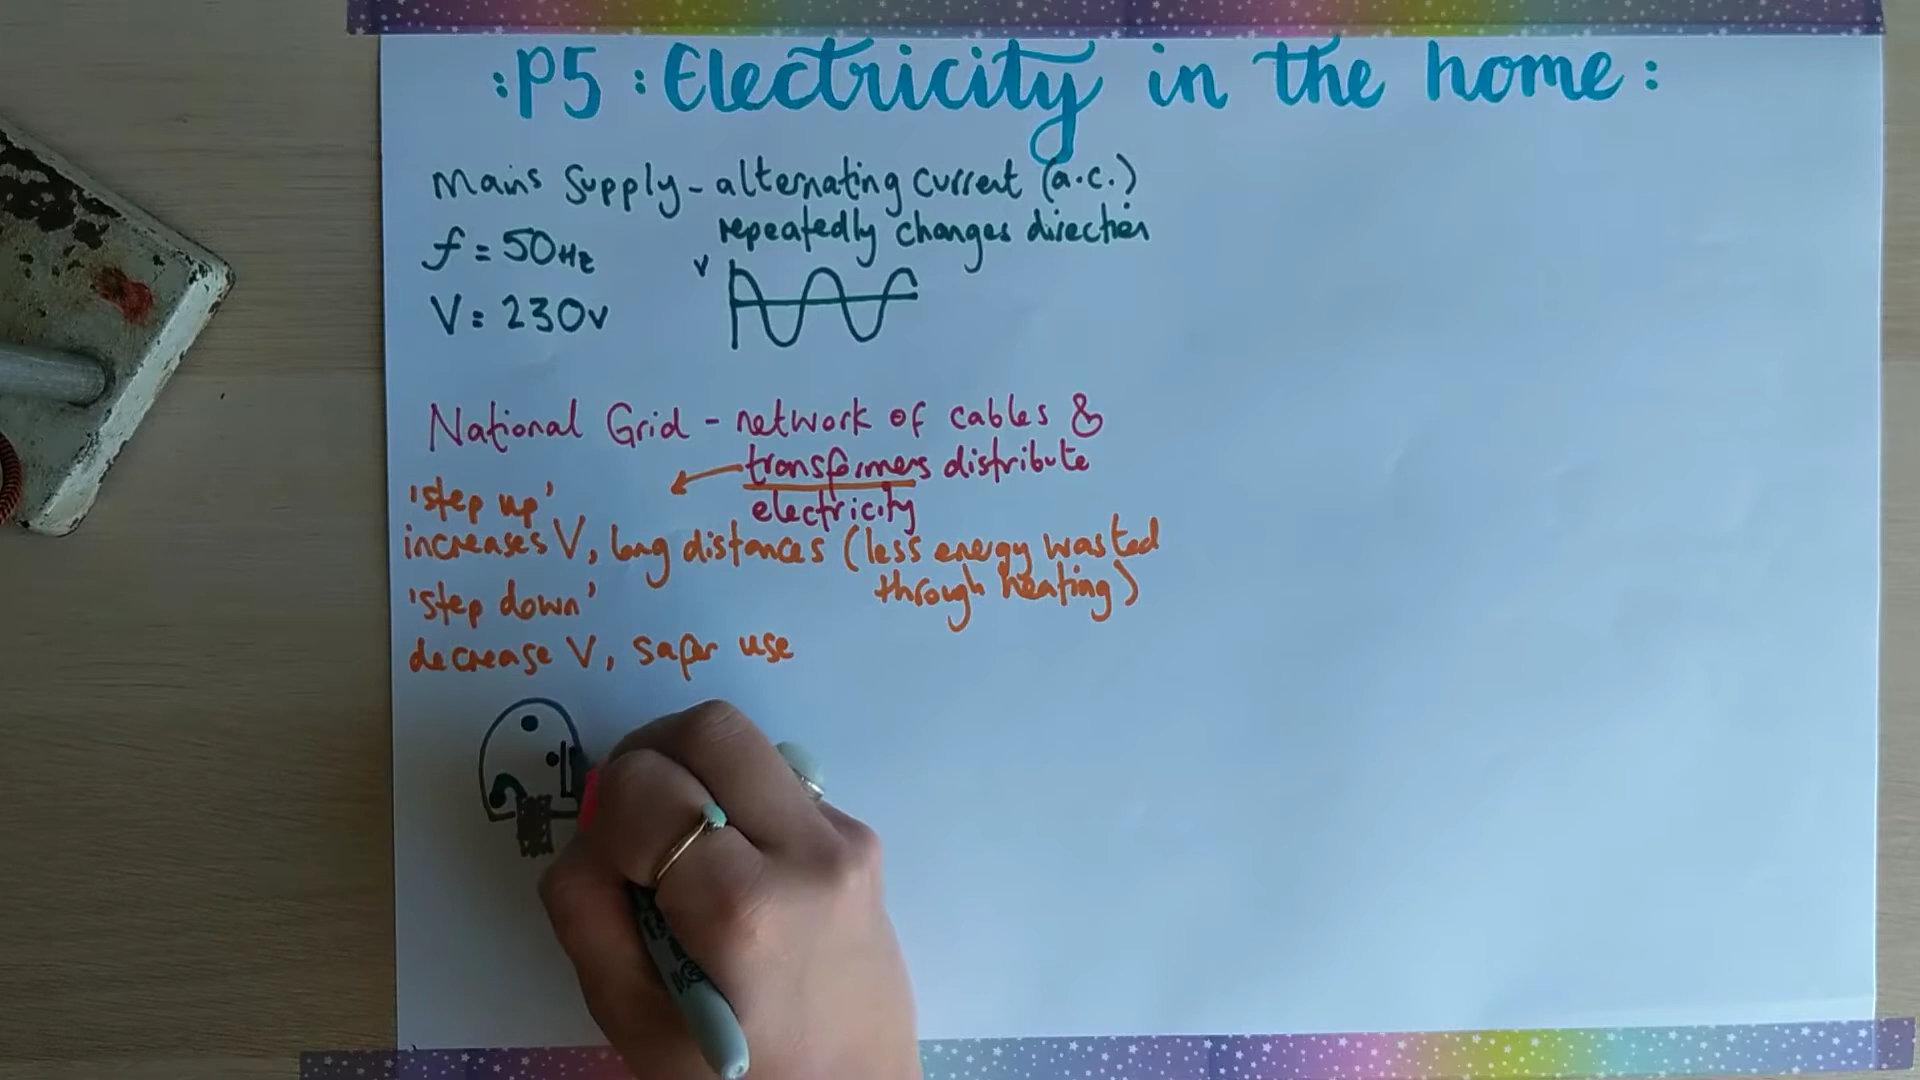 :P5: Electricity in the home:
Mains Supply - alternating current (a.c.)
repeatedly changes direction
f = 50Hz
V
V = 230v
National Grid - network of cables &
transformers distribute
electricity
'step up'
increases V, long distances (less energy wasted
through heating)
'step down'
decrease V, safer use